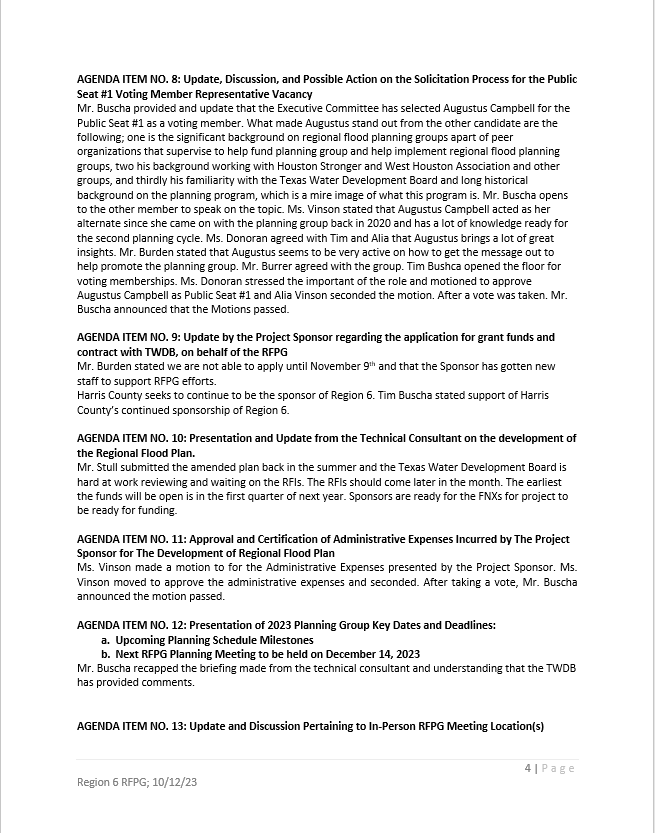 AGENDA ITEM NO. 8: Update, Discussion, and Possible Action on the Solicitation Process for the Public
Seat #1 Voting Member Representative Vacancy
Mr. Buscha provided and update that the Executive Committee has selected Augustus Campbell for the
Public Seat #1 as a voting member. What made Augustus stand out from the other candidate are the
following; one is the significant background on regional flood planning groups apart of peer
organizations that supervise to help fund planning group and help implement regional flood planning
groups, two his background working with Houston Stronger and West Houston Association and other
groups, and thirdly his familiarity with the Texas Water Development Board and long historical
background on the planning program, which is a mire image of what this program is. Mr. Buscha opens
to the other member to speak on the topic. Ms. Vinson stated that Augustus Campbell acted as her
alternate since she came on with the planning group back in 2020 and has a lot of knowledge ready for
the second planning cycle. Ms. Donoran agreed with Tim and Alia that Augustus brings a lot of great
insights. Mr. Burden stated that Augustus seems to be very active on how to get the message out to
help promote the planning group. Mr. Burrer agreed with the group. Tim Bushca opened the floor for
voting memberships. Ms. Donoran stressed the important of the role and motioned to approve
Augustus Campbell as Public Seat #1 and Alia Vinson seconded the motion. After a vote was taken. Mr.
Buscha announced that the Motions passed.
AGENDA ITEM NO. 9: Update by the Project Sponsor regarding the application for grant funds and
contract with TWDB, on behalf of the RFPG
Mr. Burden stated we are not able to apply until November 9th and that the Sponsor has gotten new
staff to support RFPG efforts.
Harris County seeks to continue to be the sponsor of Region 6. Tim Buscha stated support of Harris
County's continued sponsorship of Region 6.
AGENDA ITEM NO. 10: Presentation and Update from the Technical Consultant on the development of
the Regional Flood Plan.
Mr. Stull submitted the amended plan back in the summer and the Texas Water Development Board is
hard at work reviewing and waiting on the RFIs. The RFIs should come later in the month. The earliest
the funds will be open is in the first quarter of next year. Sponsors are ready for the FNXs for project to
be ready for funding.
AGENDA ITEM NO. 11: Approval and Certification of Administrative Expenses Incurred by The Project
Sponsor for The Development of Regional Flood Plan
Ms. Vinson made a motion to for the Administrative Expenses presented by the Project Sponsor. Ms.
Vinson moved to approve the administrative expenses and seconded. After taking a vote, Mr. Buscha
announced the motion passed.
AGENDA ITEM NO. 12: Presentation of 2023 Planning Group Key Dates and Deadlines:
a. Upcoming Planning Schedule Milestones
b. Next RFPG Planning Meeting to be held on December 14, 2023
Mr. Buscha recapped the briefing made from the technical consultant and understanding that the TWDB
has provided comments.
AGENDA ITEM NO. 13: Update and Discussion Pertaining to In-Person RFPG Meeting Location(s)
4 | Page
Region 6 RFPG; 10/12/23